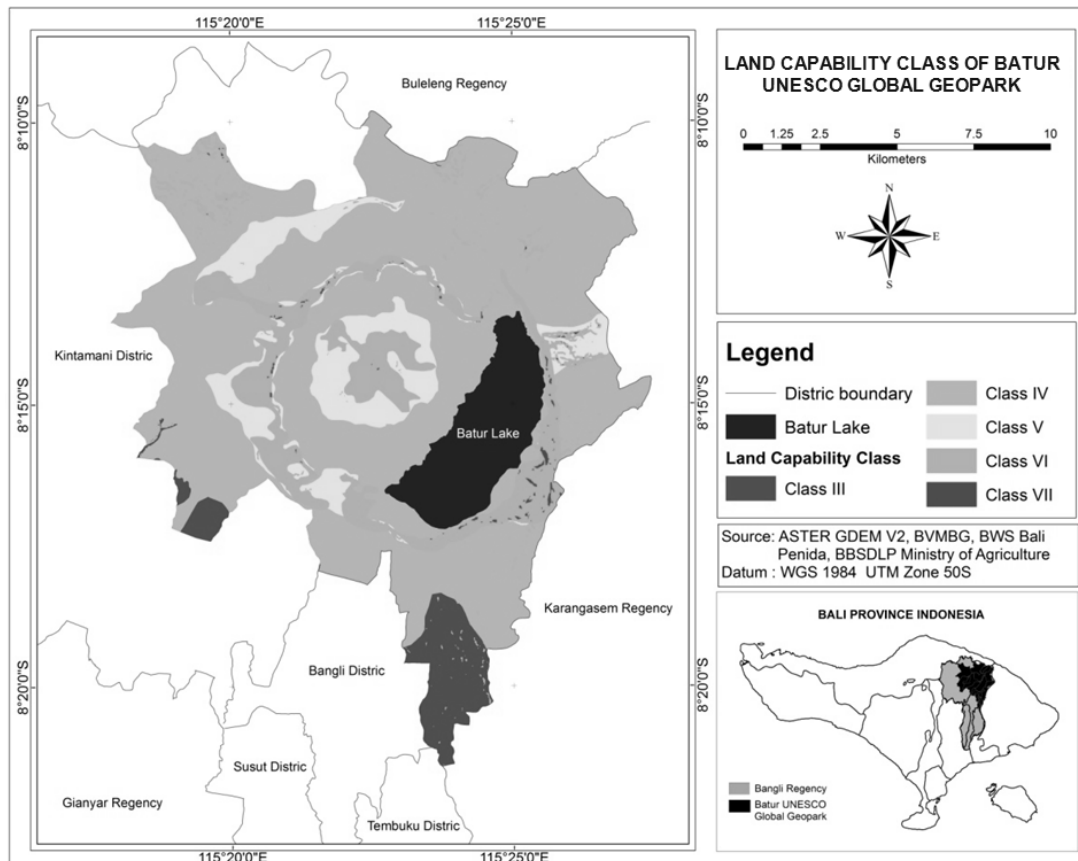 115°20'0"E
115°25'0"E
Buleleng Regency
8°10'0"S
8°10'0"S
Kintamani Distric
8°15'0"S
8°15'0"S
Batur Lake
Karangasem Regency
Bangli Distric
8°20'0"S
8°20'0"S
Susut Distric
Gianyar Regency
Tembuku Distric
115°20'0"E
115°25'0"E
LAND CAPABILITY CLASS OF BATUR
UNESCO GLOBAL GEOPARK
0 1.25 2.5 5 7.5 10
Kilometers
N
W E
S
Legend
Distric boundary
Batur Lake
Land Capability Class
Class III
Class IV
Class V
Class VI
Class VII
Source: ASTER GDEM V2, BVMBG, BWS Bali
Penida, BBSDLP Ministry of Agriculture
Datum : WGS 1984 UTM Zone 50S
BALI PROVINCE INDONESIA
Bangli Regency
Batur UNESCO
Global Geopark